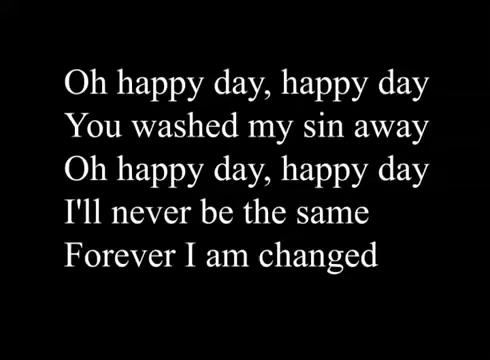 Oh happy day, happy day
You washed my sin away
Oh happy day, happy day
I'll never be the same
Forever I am changed